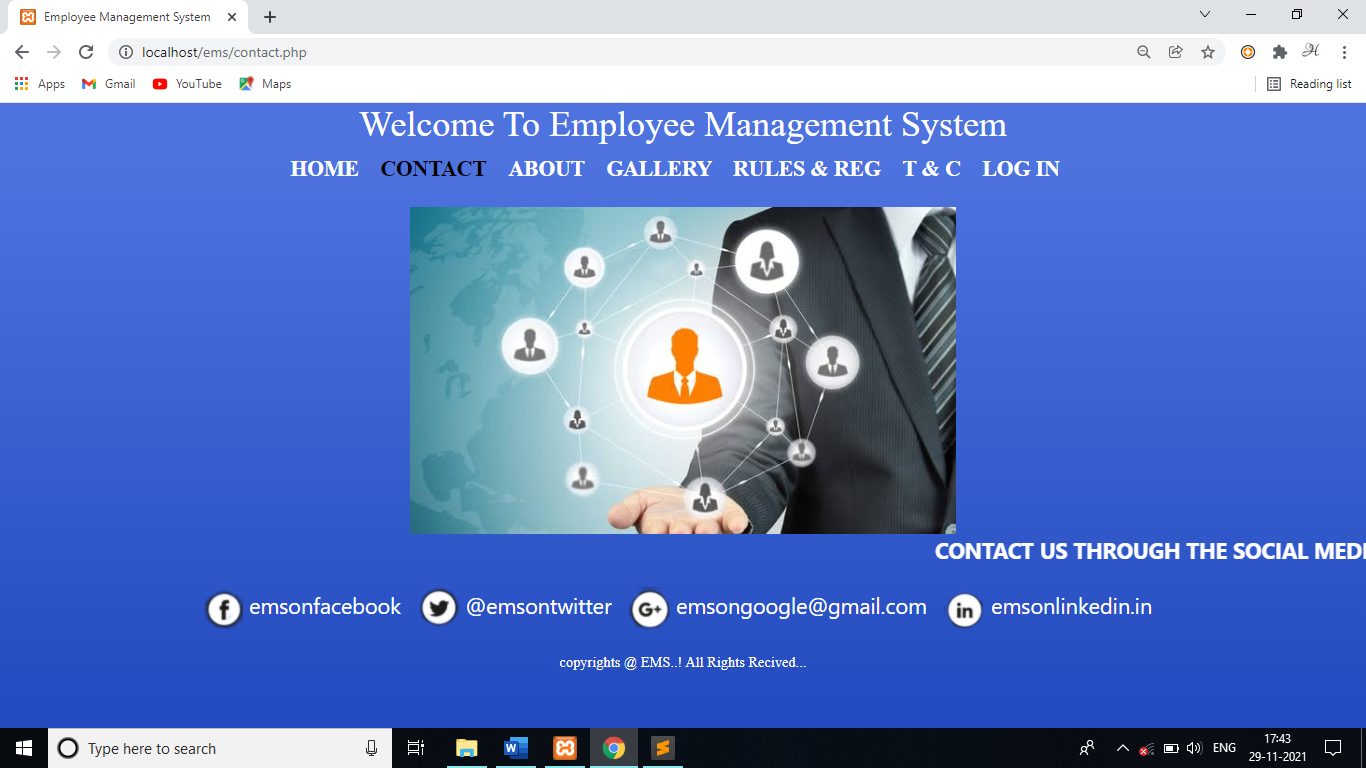 Employee Management System
localhost/ems/contact.php
Apps Gmail YouTube Maps Reading list
Welcome To Employee Management System
HOME CONTACT ABOUT GALLERY RULES & REG T & C LOG IN
CONTACT US THROUGH THE SOCIAL MEDI
emsonfacebook @emsontwitter emsongoogle@gmail.com emsonlinkedin.in
copyrights @ EMS..! All Rights Recived...
Type here to search
ENG
17:43
29-11-2021